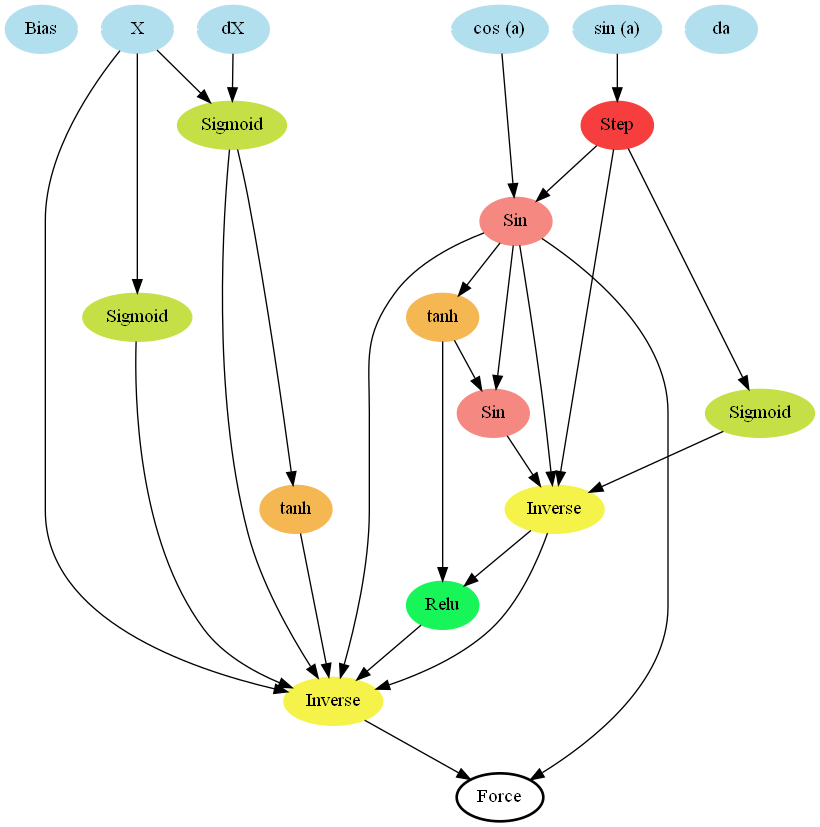 Bias
X
dX
cos (a)
sin (a)
da
Sigmoid
Step
Sin
Sigmoid
tanh
Sin
Sigmoid
tanh
Inverse
Relu
Inverse
Force